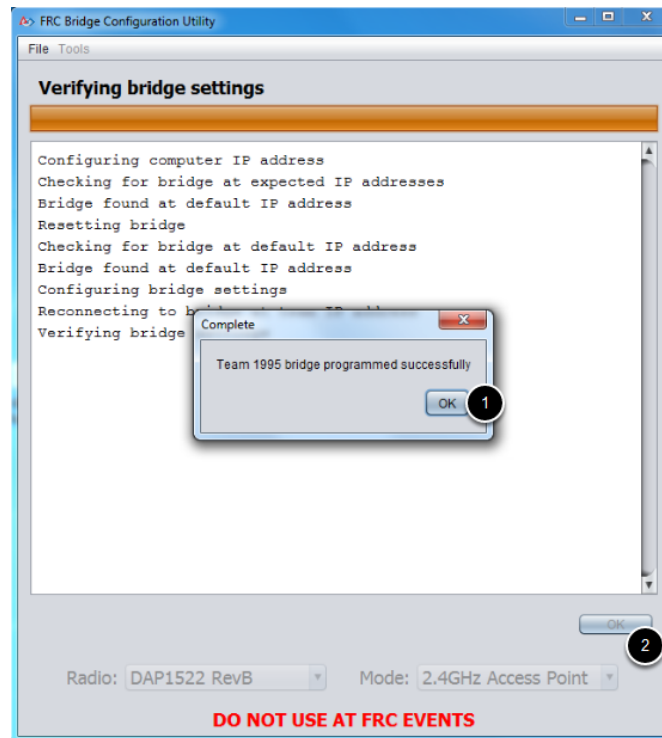 FRC Bridge Configuration Utility
File Tools
Verifying bridge settings
Configuring computer IP address
Checking for bridge at expected IP addresses
Bridge found at default IP address
Resetting bridge
Checking for bridge at default IP address
Bridge found at default IP address
Configuring bridge settings
Reconnecting to
Verifying bridge
Complete
Team 1995 bridge programmed successfully
OK
1
OK
2
Radio: DAP1522 RevB Mode: 2.4GHz Access Point
DO NOT USE AT FRC EVENTS